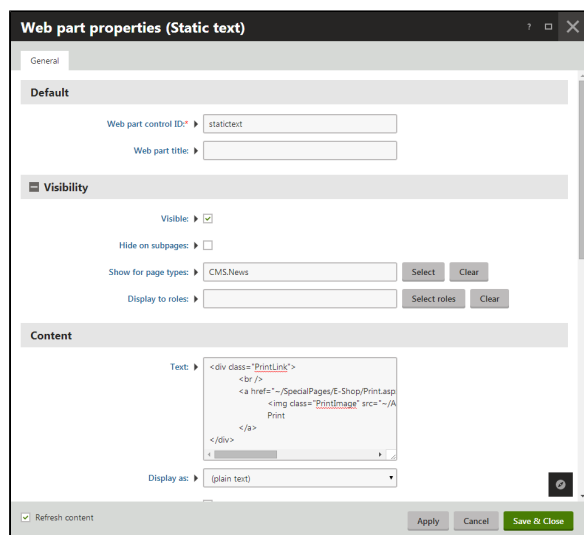 Web part properties (Static text)
?
General
Default
Web part control ID:* statictext
Web part title:
Visibility
Visible:
Hide on subpages:
Show for page types: CMS.News Select Clear
Display to roles: Select roles Clear
Content
Text: <div class="PrintLink">
<br />
<a href="~/SpecialPages/E-Shop/Print.asp
<img class="PrintImage" src="~/A
Print
</a>
</div>
Display as: (plain text)
Refresh content Apply Cancel Save & Close